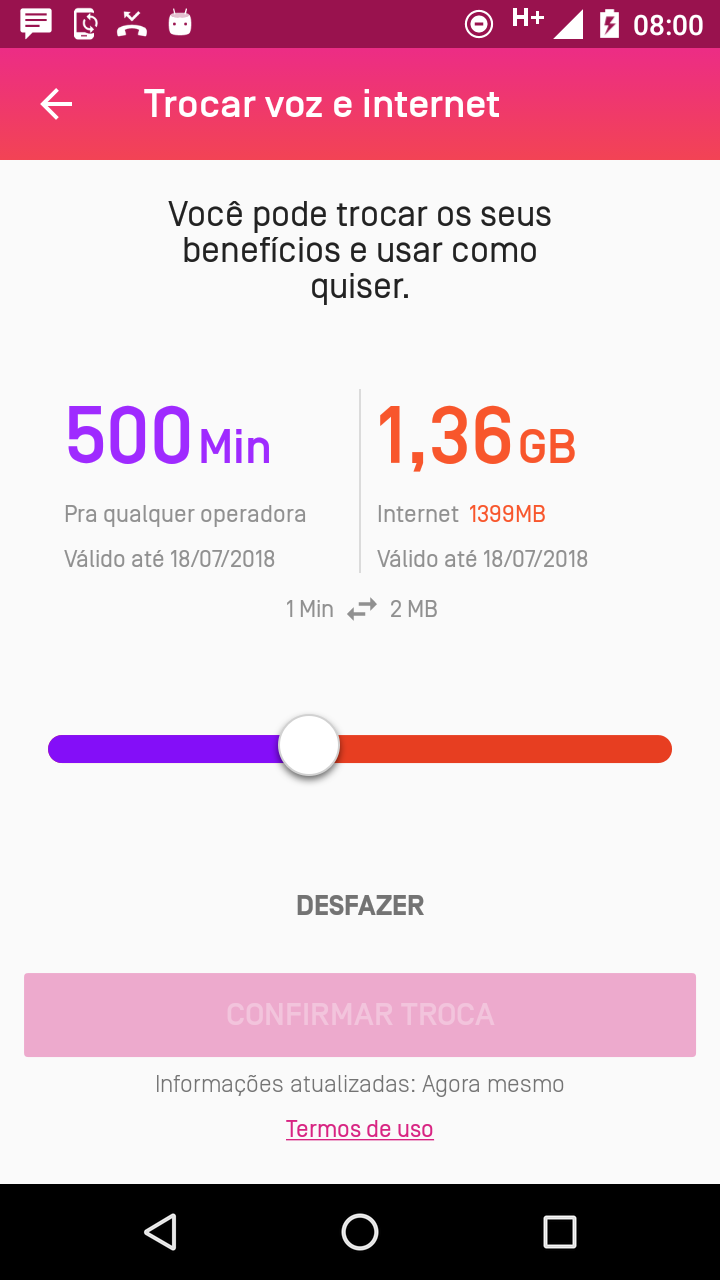 H+ 08:00
Trocar voz e internet
Você pode trocar os seus
benefícios e usar como
quiser.
500 Min
Pra qualquer operadora
Válido até 18/07/2018
1,36 GB
Internet 1399MB
Válido até 18/07/2018
1 Min 2 MB
DESFAZER
CONFIRMAR TROCA
Informações atualizadas: Agora mesmo
Termos de uso